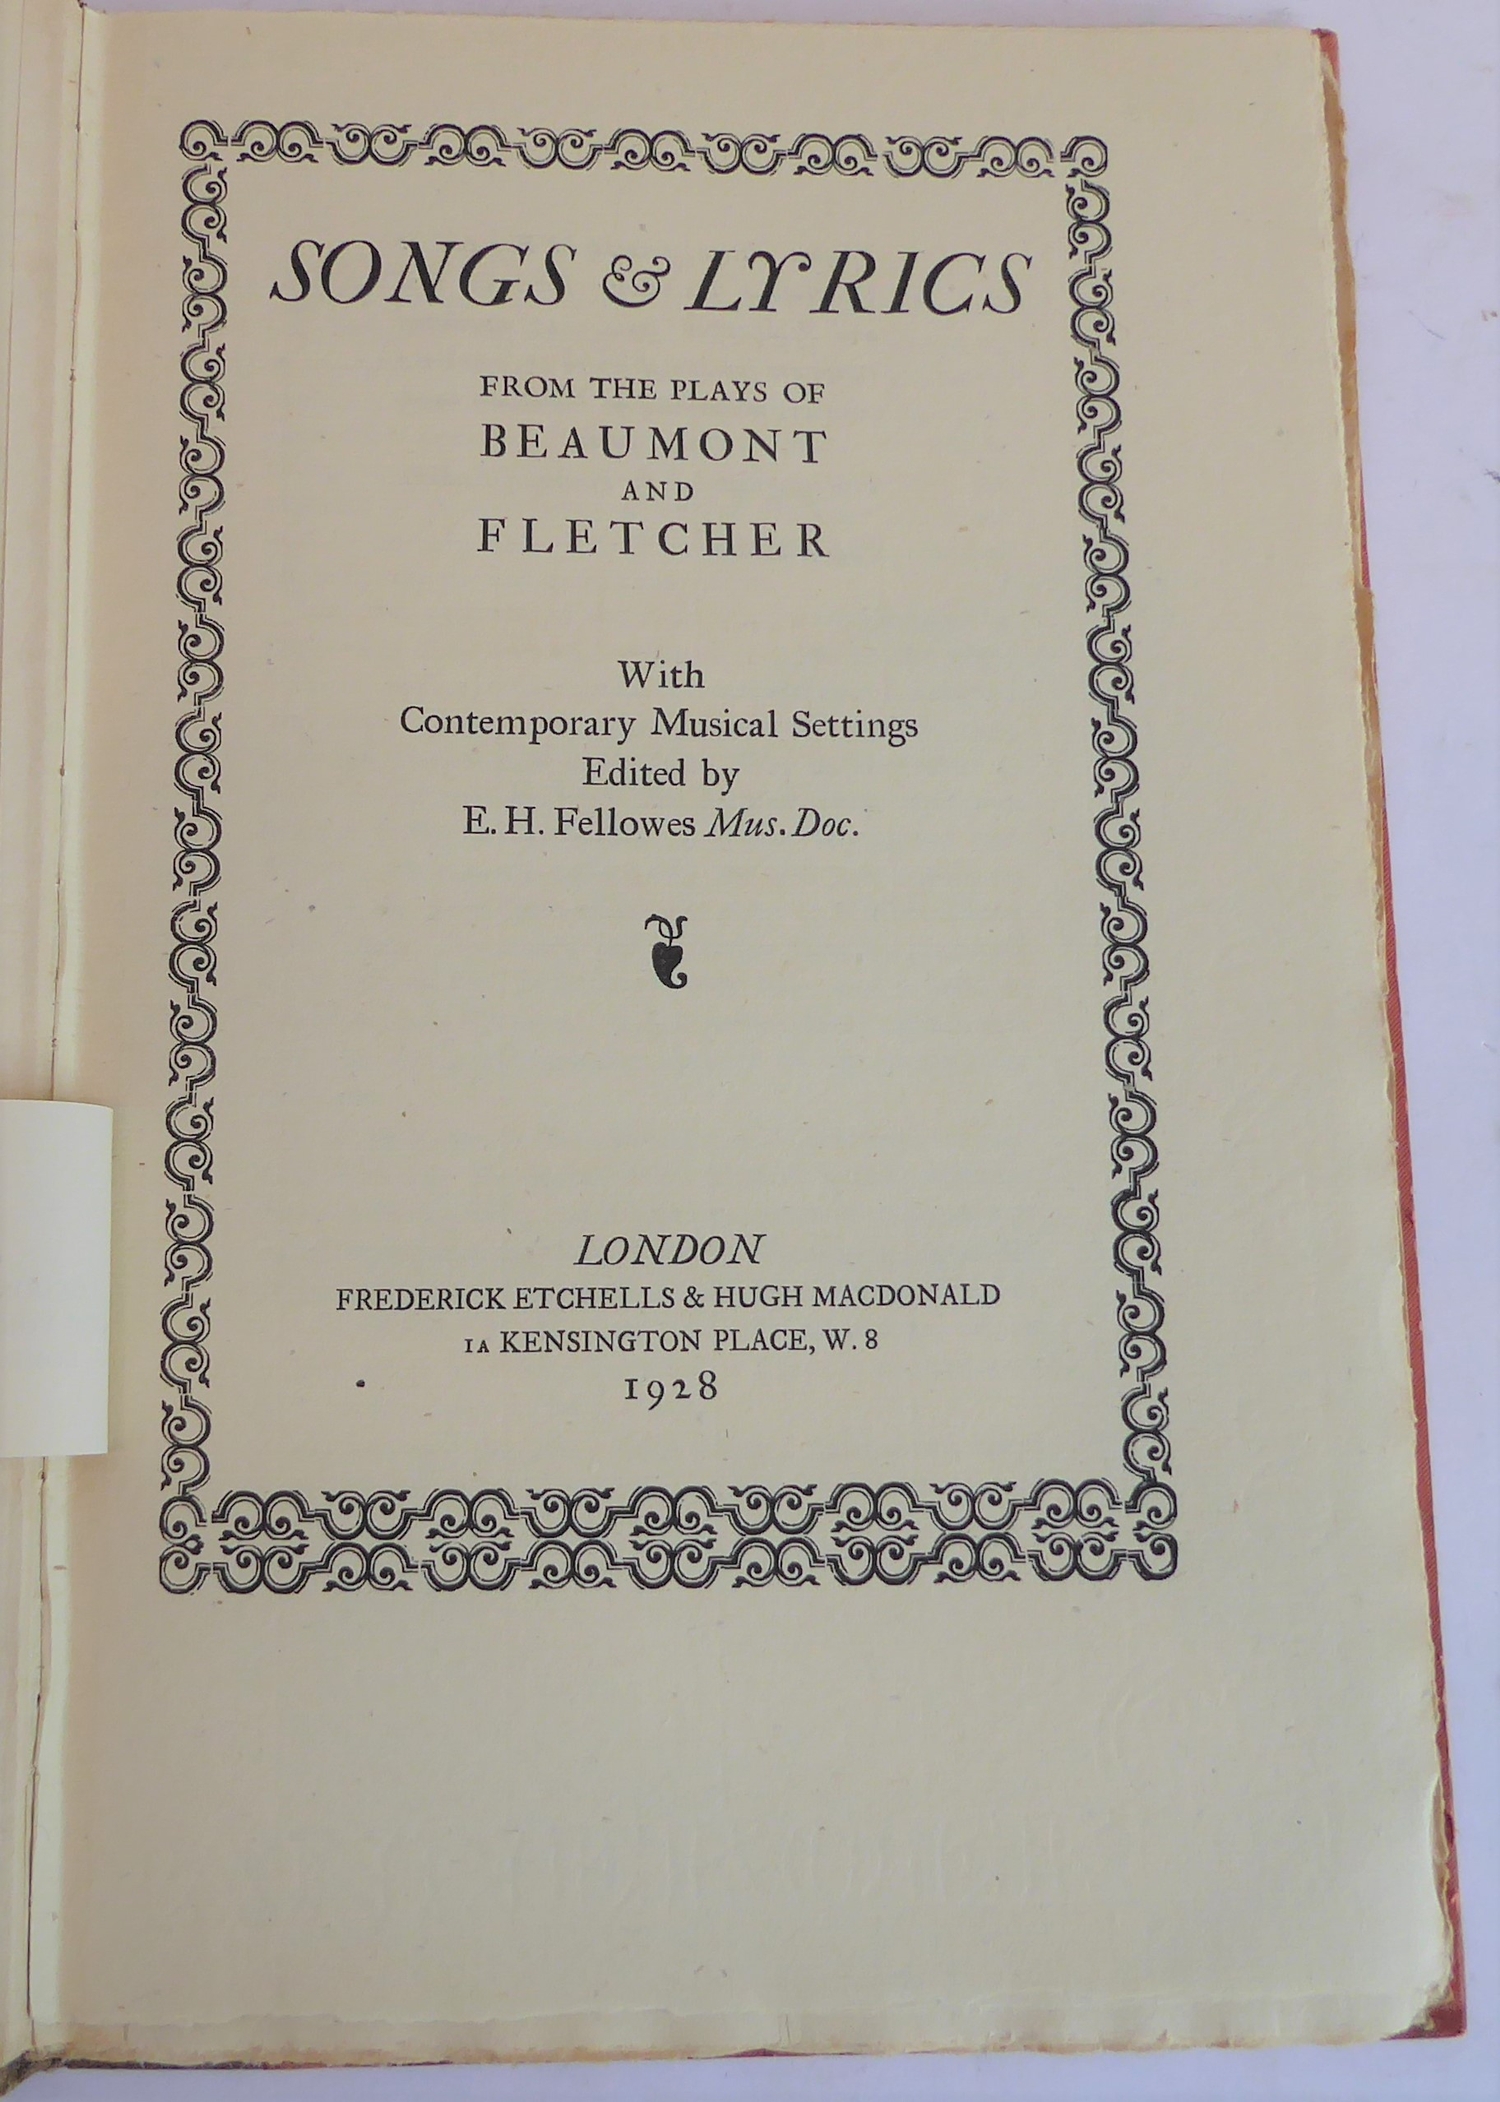 SONGS & LYRICS
FROM THE PLAYS OF
BEAUMONT
AND
FLETCHER
With
Contemporary Musical Settings
Edited by
E. H. Fellowes Mus. Doc.
LONDON
FREDERICK ETCHELLS & HUGH MACDONALD
1A KENSINGTON PLACE, W. 8
1928